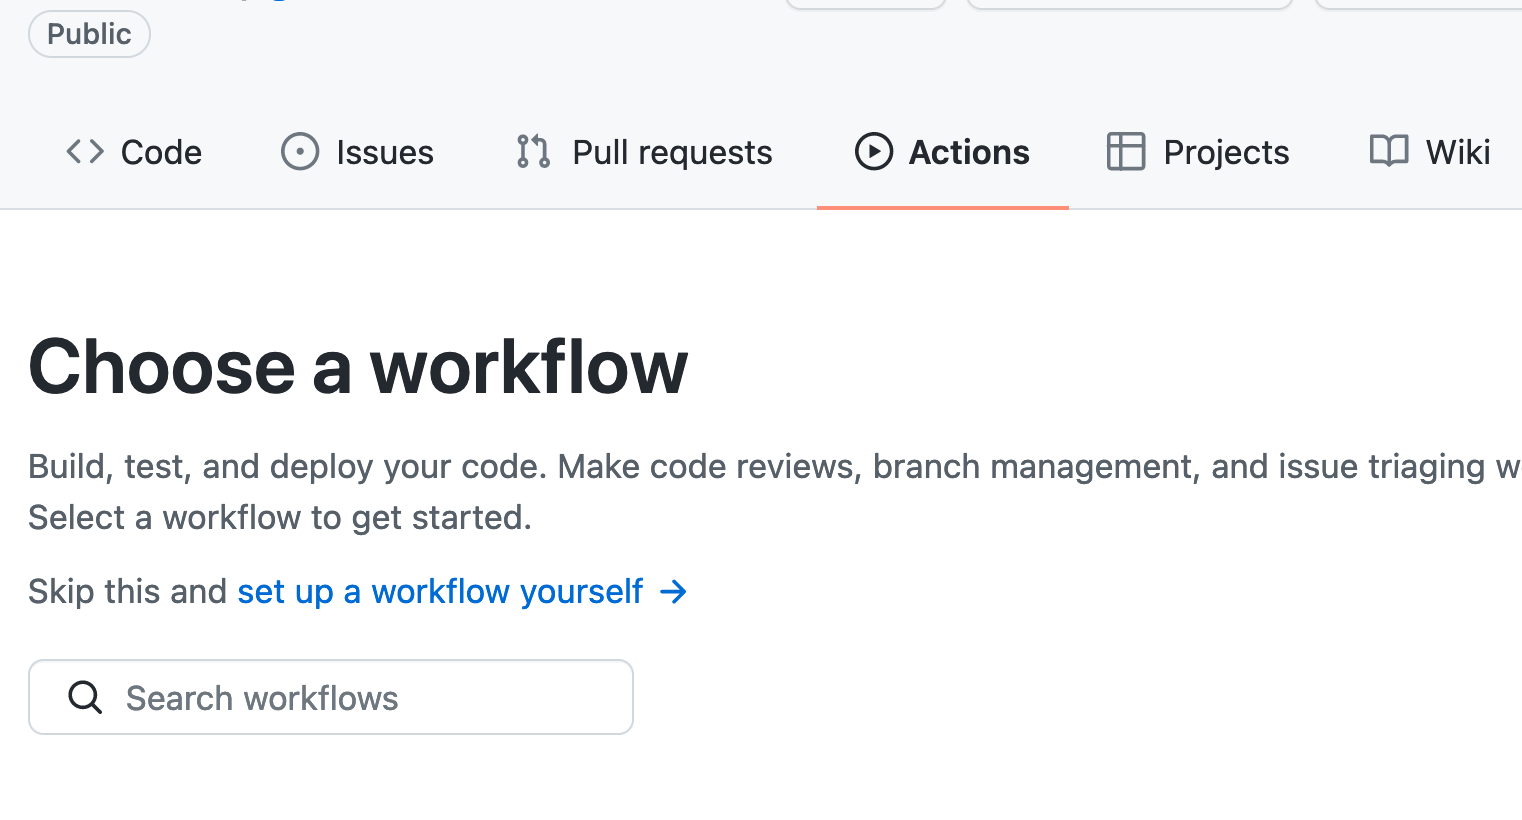 Public
Code Issues Pull requests Actions Projects Wiki
Choose a workflow
Build, test, and deploy your code. Make code reviews, branch management, and issue triaging w
Select a workflow to get started.
Skip this and set up a workflow yourself →
Search workflows